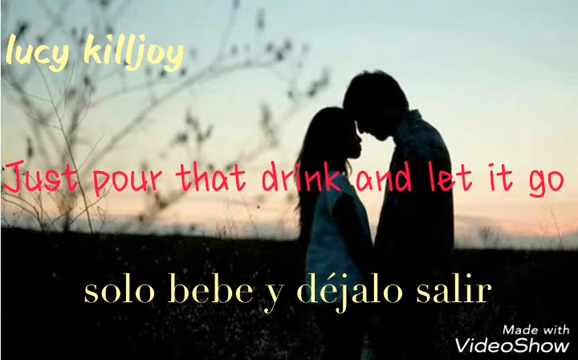 lucy killjoy
Just pour that drink and let it go
solo bebe y déjalo salir
Made with
VideoShow